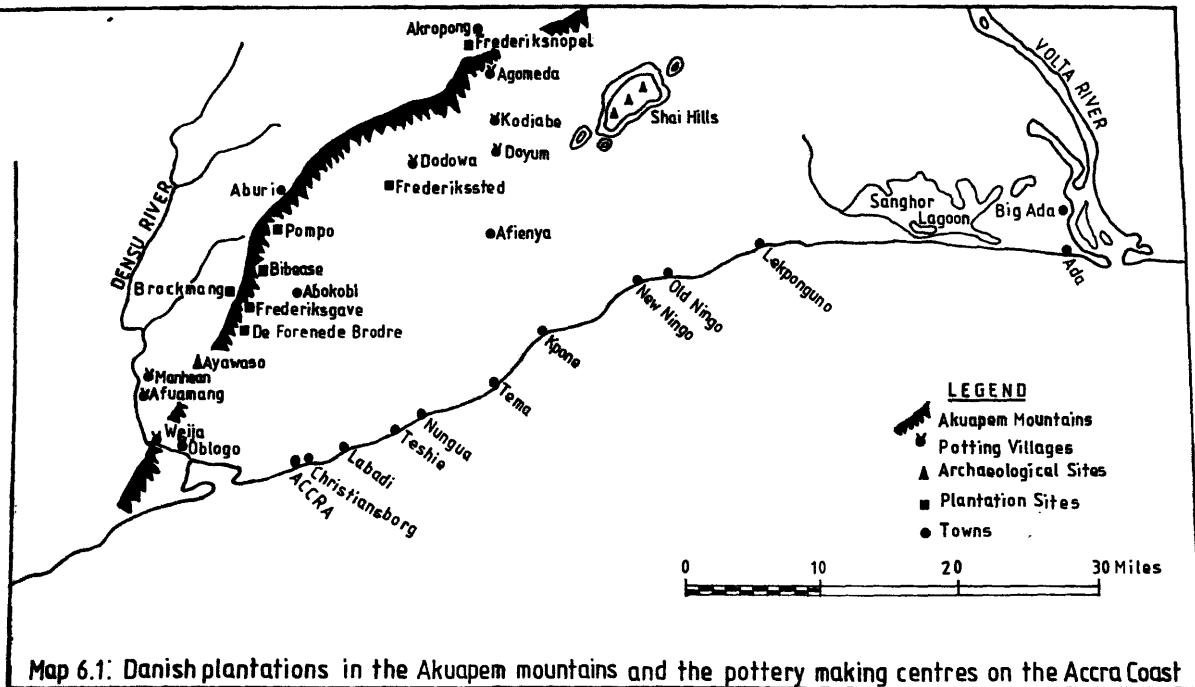 Akropong
Frederiksnopel
Agomeda
Kodiabe
Doyum
Dodowa
Frederikssted
Shai Hills
VOLTA RIVER
Aburi
DENSU RIVER
Pompo
Afienya
Sanghor
Lagoon
Big Ada
Ada
Bibease
Brockmang
Abokobi
Frederiksgave
De Forenede Brodre
Lekponguno
Old Ningo
New Ningo
Kpone
Ayawaso
Manhean
Afuamang
Tema
Weija
Oblogo
Nungua
Teshie
Labadi
Christiansborg
ACCRA
LEGEND
Akuapem Mountains
Potting Villages
Archaeological Sites
Plantation Sites
Towns
0 10 20 30 Miles
Map 6.1: Danish plantations in the Akuapem mountains and the pottery making centres on the Accra Coast